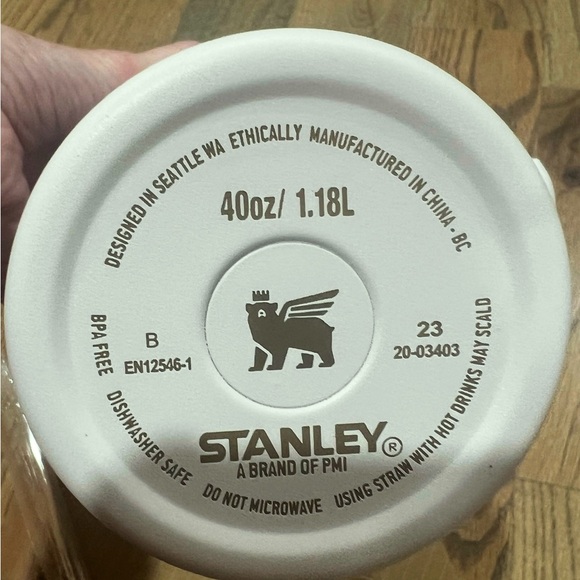 DESIGNED IN SEATTLE WA ETHICALLY MANUFACTURED IN CHINA - BC
40oz/ 1.18L
B
EN12546-1
23
20-03403
STANLEY®
A BRAND OF PMI
BPA FREE DISHWASHER SAFE DO NOT MICROWAVE USING STRAW WITH HOT DRINKS MAY SCALD